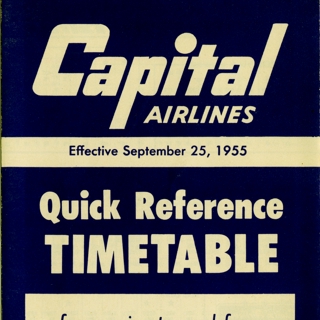 Capital
AIRLINES
Effective September 25, 1955
Quick Reference
TIMETABLE